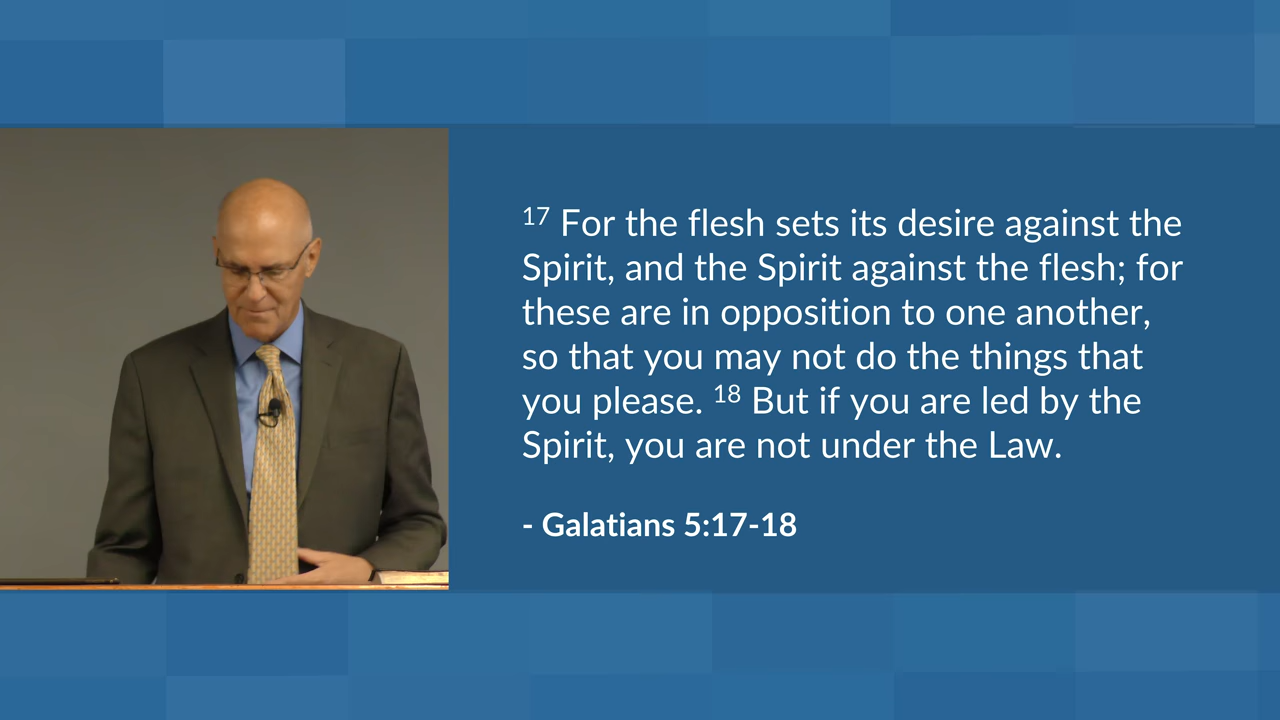 17 For the flesh sets its desire against the
Spirit, and the Spirit against the flesh; for
these are in opposition to one another,
so that you may not do the things that
you please. 18 But if you are led by the
Spirit, you are not under the Law.
- Galatians 5:17-18